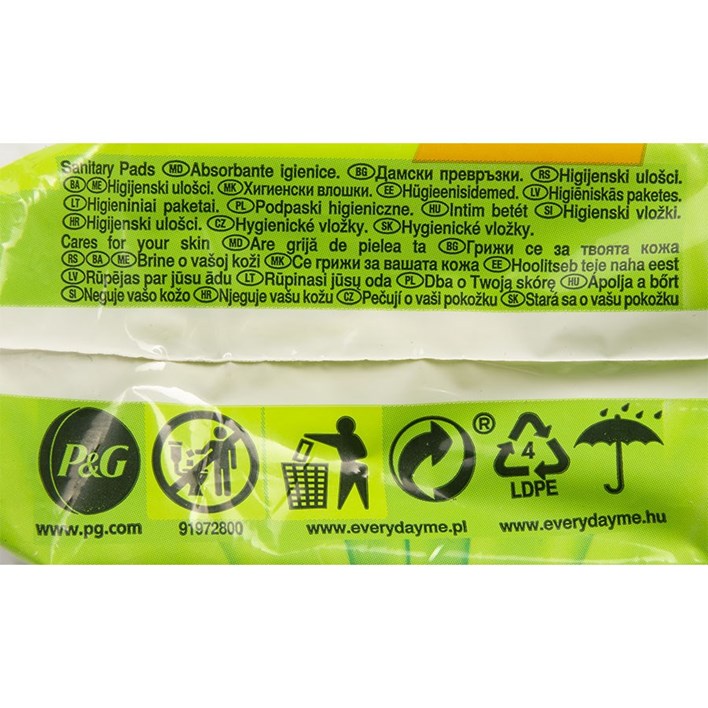 Sanitary Pads MD Absorbante igienice. BG Дамски превръзки. RS Higijenski ulošci.
BA ME Higijenski ulošci. MK Хигиенски влошки. EE Hügieenisidemed. LV Higiēniskās paketes.
LT Higieniniai paketai. PL Podpaski higieniczne. HU Intim betét SI Higienski vložki.
HR Higijenski ulošci. CZ Hygienické vložky. SK Hygienické vložky.
Cares for your skin MD Are grijă de pielea ta BG Грижи се за твоята кожа
RS BA ME Brine o vašoj koži MK Се грижи за вашата кожа EE Hoolitseb teie naha eest
LV Rūpējas par jūsu ādu LT Rūpinasi jūsų oda PL Dba o Twoją skórę HU Ápolja a bőrt
SI Neguje vašo kožo HR Njeguje vašu kožu CZ Pečují o vaši pokožku SK Stará sa o vašu pokožku
P&G
®
4
LDPE
www.pg.com
91972800
www.everydayme.pl
www.everydayme.hu